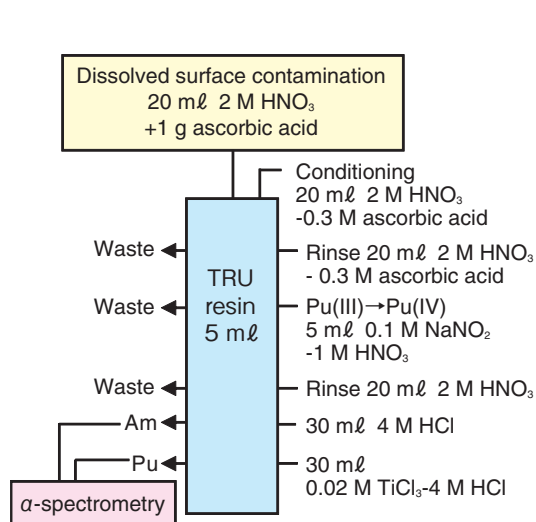 Dissolved surface contamination
20 mℓ 2 M HNO₃
+1 g ascorbic acid
Conditioning
20 mℓ 2 M HNO₃
-0.3 M ascorbic acid
Waste
Rinse 20 mℓ 2 M HNO₃
- 0.3 M ascorbic acid
TRU
resin
5 mℓ
Waste
Pu(III)→Pu(IV)
5 mℓ 0.1 M NaNO₂
-1 M HNO₃
Waste
Rinse 20 mℓ 2 M HNO₃
Am
30 mℓ 4 M HCl
Pu
30 mℓ
0.02 M TiCl₃-4 M HCl
α-spectrometry